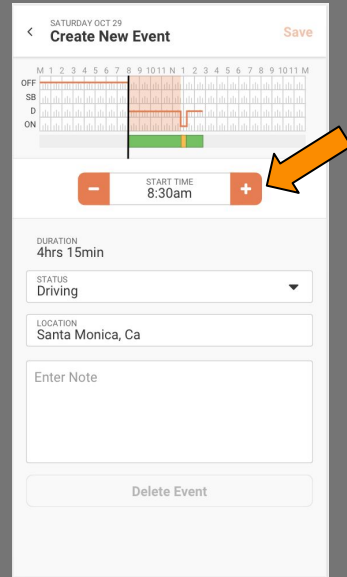 SATURDAY OCT 29
Create New Event
Save
M 1 2 3 4 5 6 7 8 9 10 11 N 1 2 3 4 5 6 7 8 9 10 11 M
OFF
SB
D
ON
START TIME
8:30am
DURATION
4hrs 15min
STATUS
Driving
LOCATION
Santa Monica, Ca
Enter Note
Delete Event